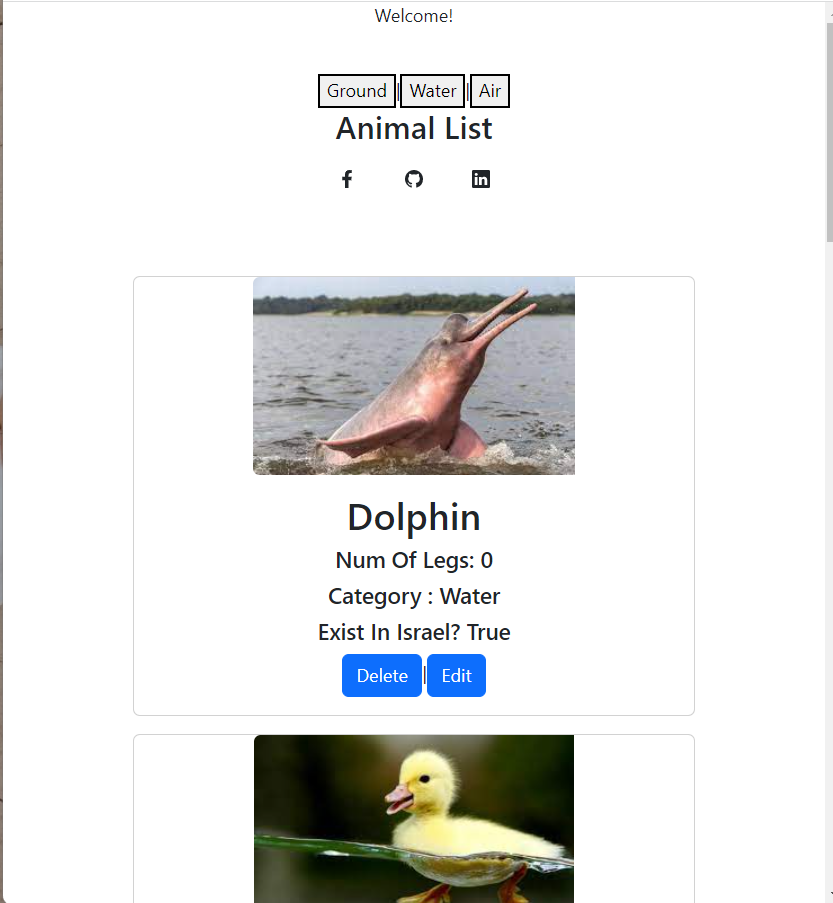 Welcome!
Ground | Water | Air
Animal List
Dolphin
Num Of Legs: 0
Category : Water
Exist In Israel? True
Delete | Edit